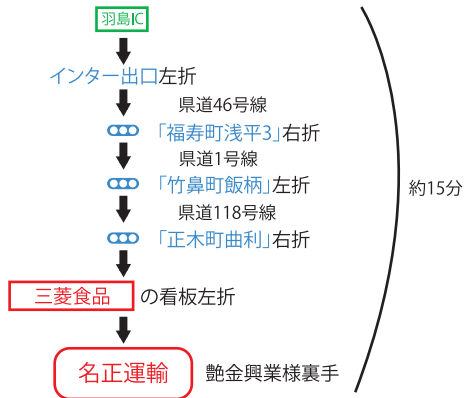 羽島IC
インター出口左折
県道46号線
「福寿町浅平3」右折
県道1号線
「竹鼻町飯柄」左折
県道118号線
「正木町曲利」右折
三菱食品 の看板左折
名正運輸 艶金興業様裏手
約15分